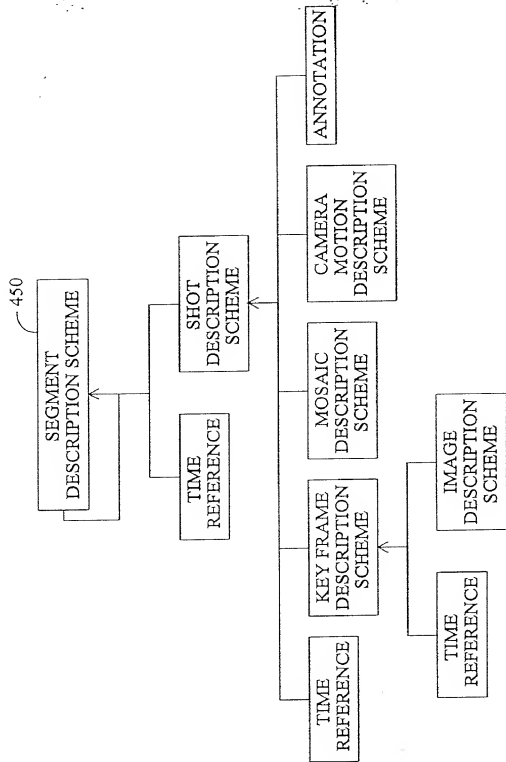 450
SEGMENT
DESCRIPTION SCHEME
TIME
REFERENCE
SHOT
DESCRIPTION
SCHEME
TIME
REFERENCE
KEY FRAME
DESCRIPTION
SCHEME
MOSAIC
DESCRIPTION
SCHEME
CAMERA
MOTION
DESCRIPTION
SCHEME
ANNOTATION
TIME
REFERENCE
IMAGE
DESCRIPTION
SCHEME